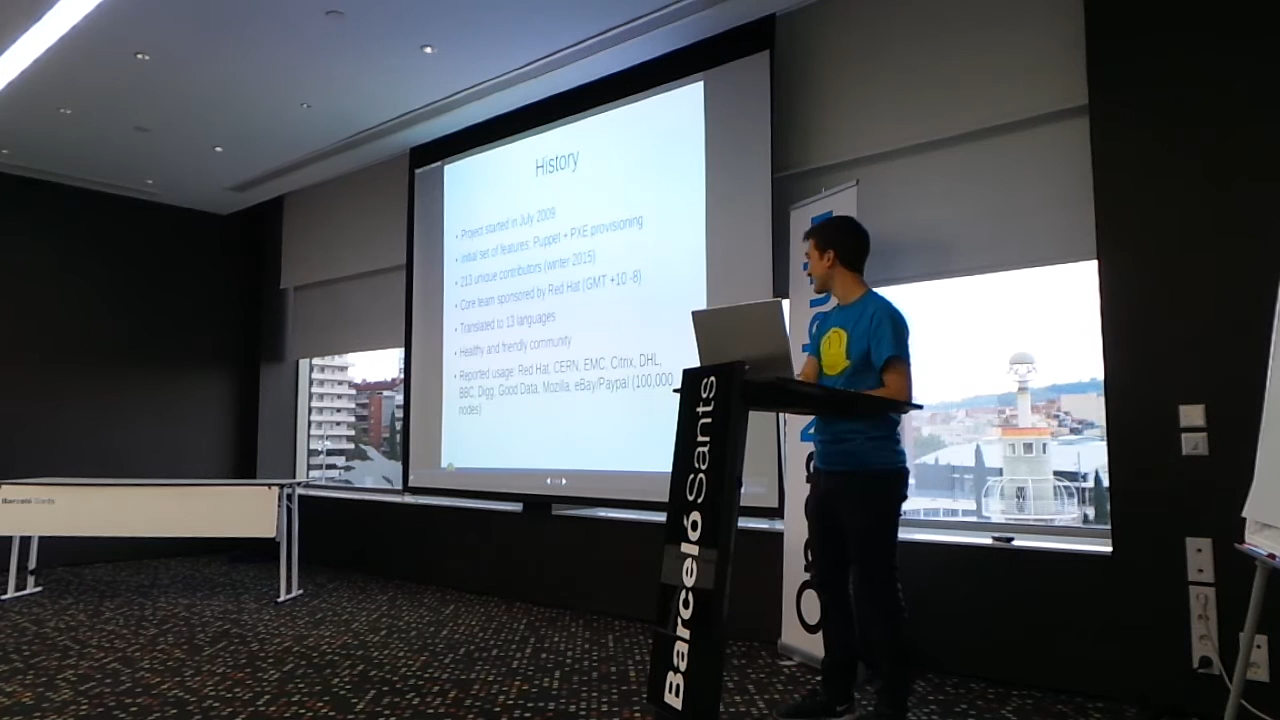 History
• Project started in July 2009
• Initial set of features: Puppet + PXE provisioning
• 213 unique contributors (winter 2015)
• Core team sponsored by Red Hat (GMT +10 -8)
• Translated to 13 languages
• Healthy and friendly community
• Reported usage: Red Hat, CERN, EMC, Citrix, DHL,
BBC, Digg, Good Data, Mozilla, eBay/Paypal (100,000
nodes)
Barceló Sants
Barceló Sants